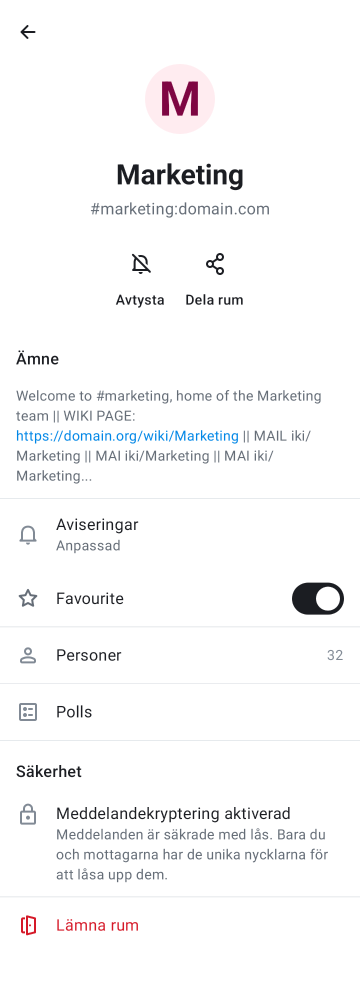 M
Marketing
#marketing:domain.com
Avtysta
Dela rum
Ämne
Welcome to #marketing, home of the Marketing
team || WIKI PAGE:
https://domain.org/wiki/Marketing || MAIL iki/
Marketing || MAI iki/Marketing || MAI iki/
Marketing...
Aviseringar
Anpassad
Favourite
Personer 32
Polls
Säkerhet
Meddelandekryptering aktiverad
Meddelanden är säkrade med lås. Bara du
och mottagarna har de unika nycklarna för
att låsa upp dem.
Lämna rum